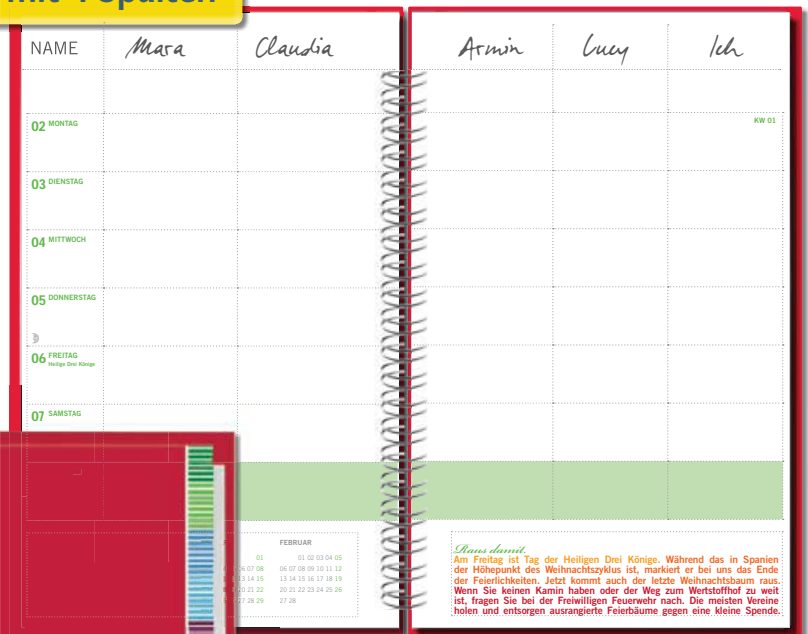 NAME Mara Claudia Armin Lucy Ich
KW 01
02 MONTAG
03 DIENSTAG
04 MITTWOCH
05 DONNERSTAG
06 FREITAG
Heilige Drei Könige
07 SAMSTAG
FEBRUAR
01
06 07 08
13 14 15
20 21 22
27 28 29
01 02 03 04 05
06 07 08 09 10 11 12
13 14 15 16 17 18 19
20 21 22 23 24 25 26
27 28
Raus damit.
Am Freitag ist Tag der Heiligen Drei Könige. Während das in Spanien
der Höhepunkt des Weihnachtszyklus ist, markiert er bei uns das Ende
der Feierlichkeiten. Jetzt kommt auch der letzte Weihnachtsbaum raus.
Wenn Sie keinen Kamin haben oder der Weg zum Wertstoffhof zu weit
ist, fragen Sie bei der Freiwilligen Feuerwehr nach. Die meisten Vereine
holen und entsorgen ausrangierte Feierbäume gegen eine kleine Spende.